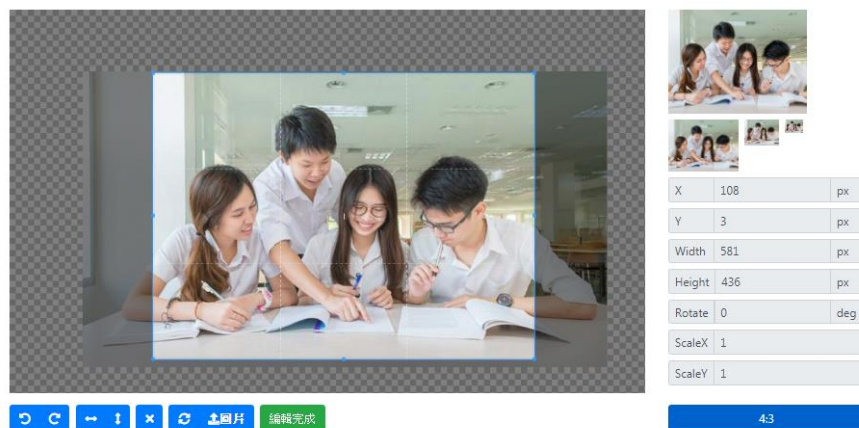 X 108 px
Y 3 px
Width 581 px
Height 436 px
Rotate 0 deg
ScaleX 1
ScaleY 1
圖片 編輯完成
4:3